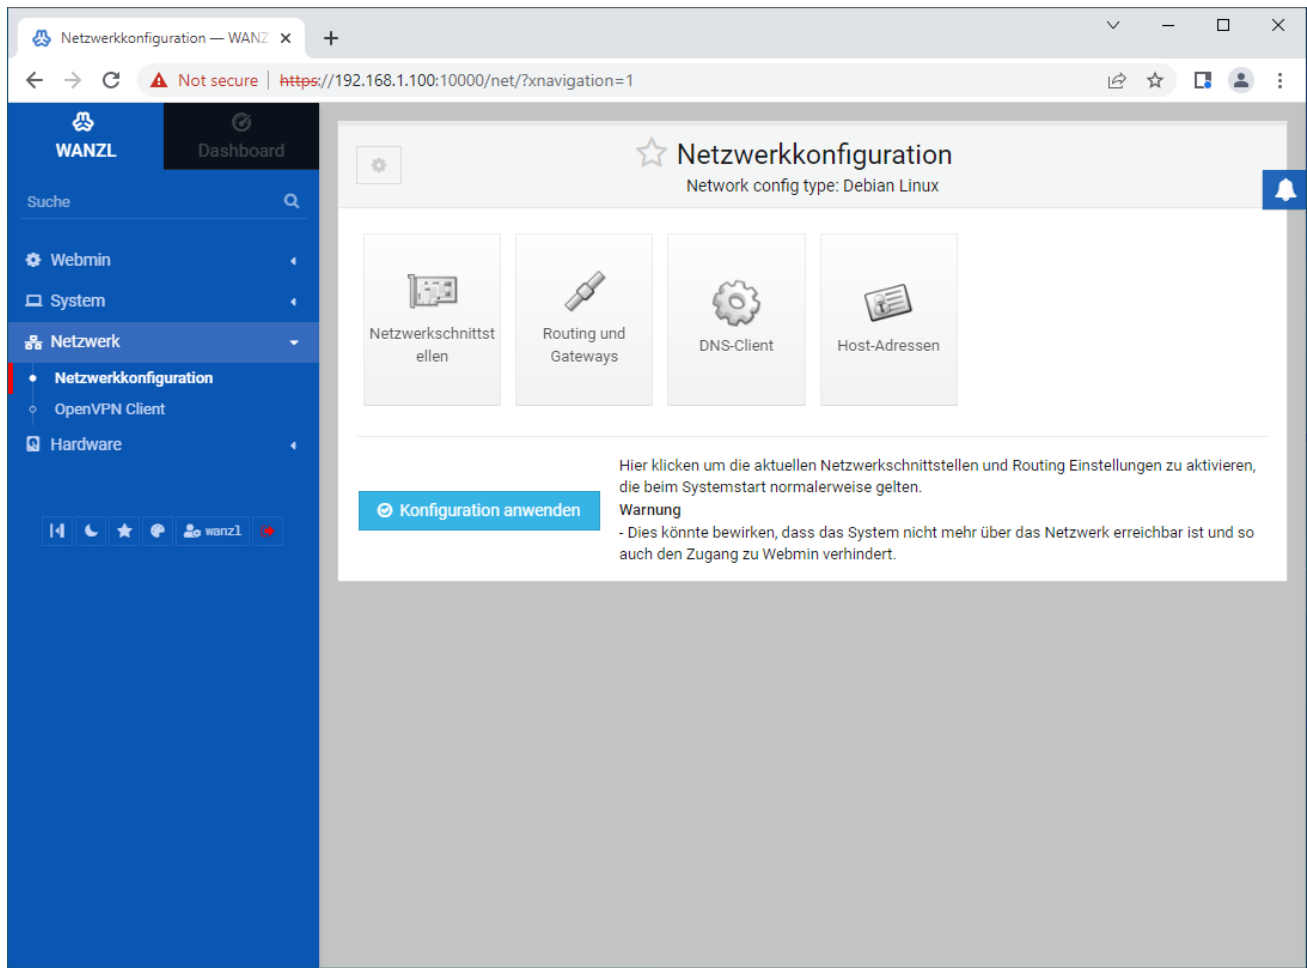 Netzwerkkonfiguration — WANZ
Not secure | https://192.168.1.100:10000/net/?xnavigation=1
WANZL
Dashboard
Suche
Webmin
System
Netzwerk
Netzwerkkonfiguration
OpenVPN Client
Hardware
wanzl
Netzwerkkonfiguration
Network config type: Debian Linux
Netzwerkschnittst
ellen
Routing und
Gateways
DNS-Client
Host-Adressen
Konfiguration anwenden
Hier klicken um die aktuellen Netzwerkschnittstellen und Routing Einstellungen zu aktivieren,
die beim Systemstart normalerweise gelten.
Warnung
- Dies könnte bewirken, dass das System nicht mehr über das Netzwerk erreichbar ist und so
auch den Zugang zu Webmin verhindert.